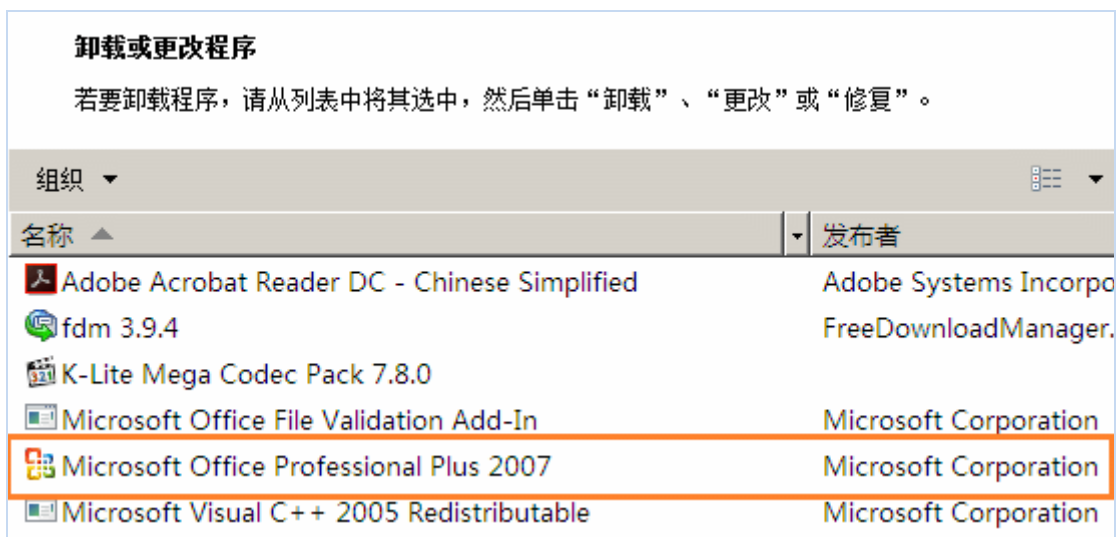 卸载或更改程序
若要卸载程序，请从列表中将其选中，然后单击“卸载”、“更改”或“修复”。
组织
名称 发布者
Adobe Acrobat Reader DC - Chinese Simplified Adobe Systems Incorpo
fdm 3.9.4 FreeDownloadManager.
K-Lite Mega Codec Pack 7.8.0
Microsoft Office File Validation Add-In Microsoft Corporation
Microsoft Office Professional Plus 2007 Microsoft Corporation
Microsoft Visual C++ 2005 Redistributable Microsoft Corporation